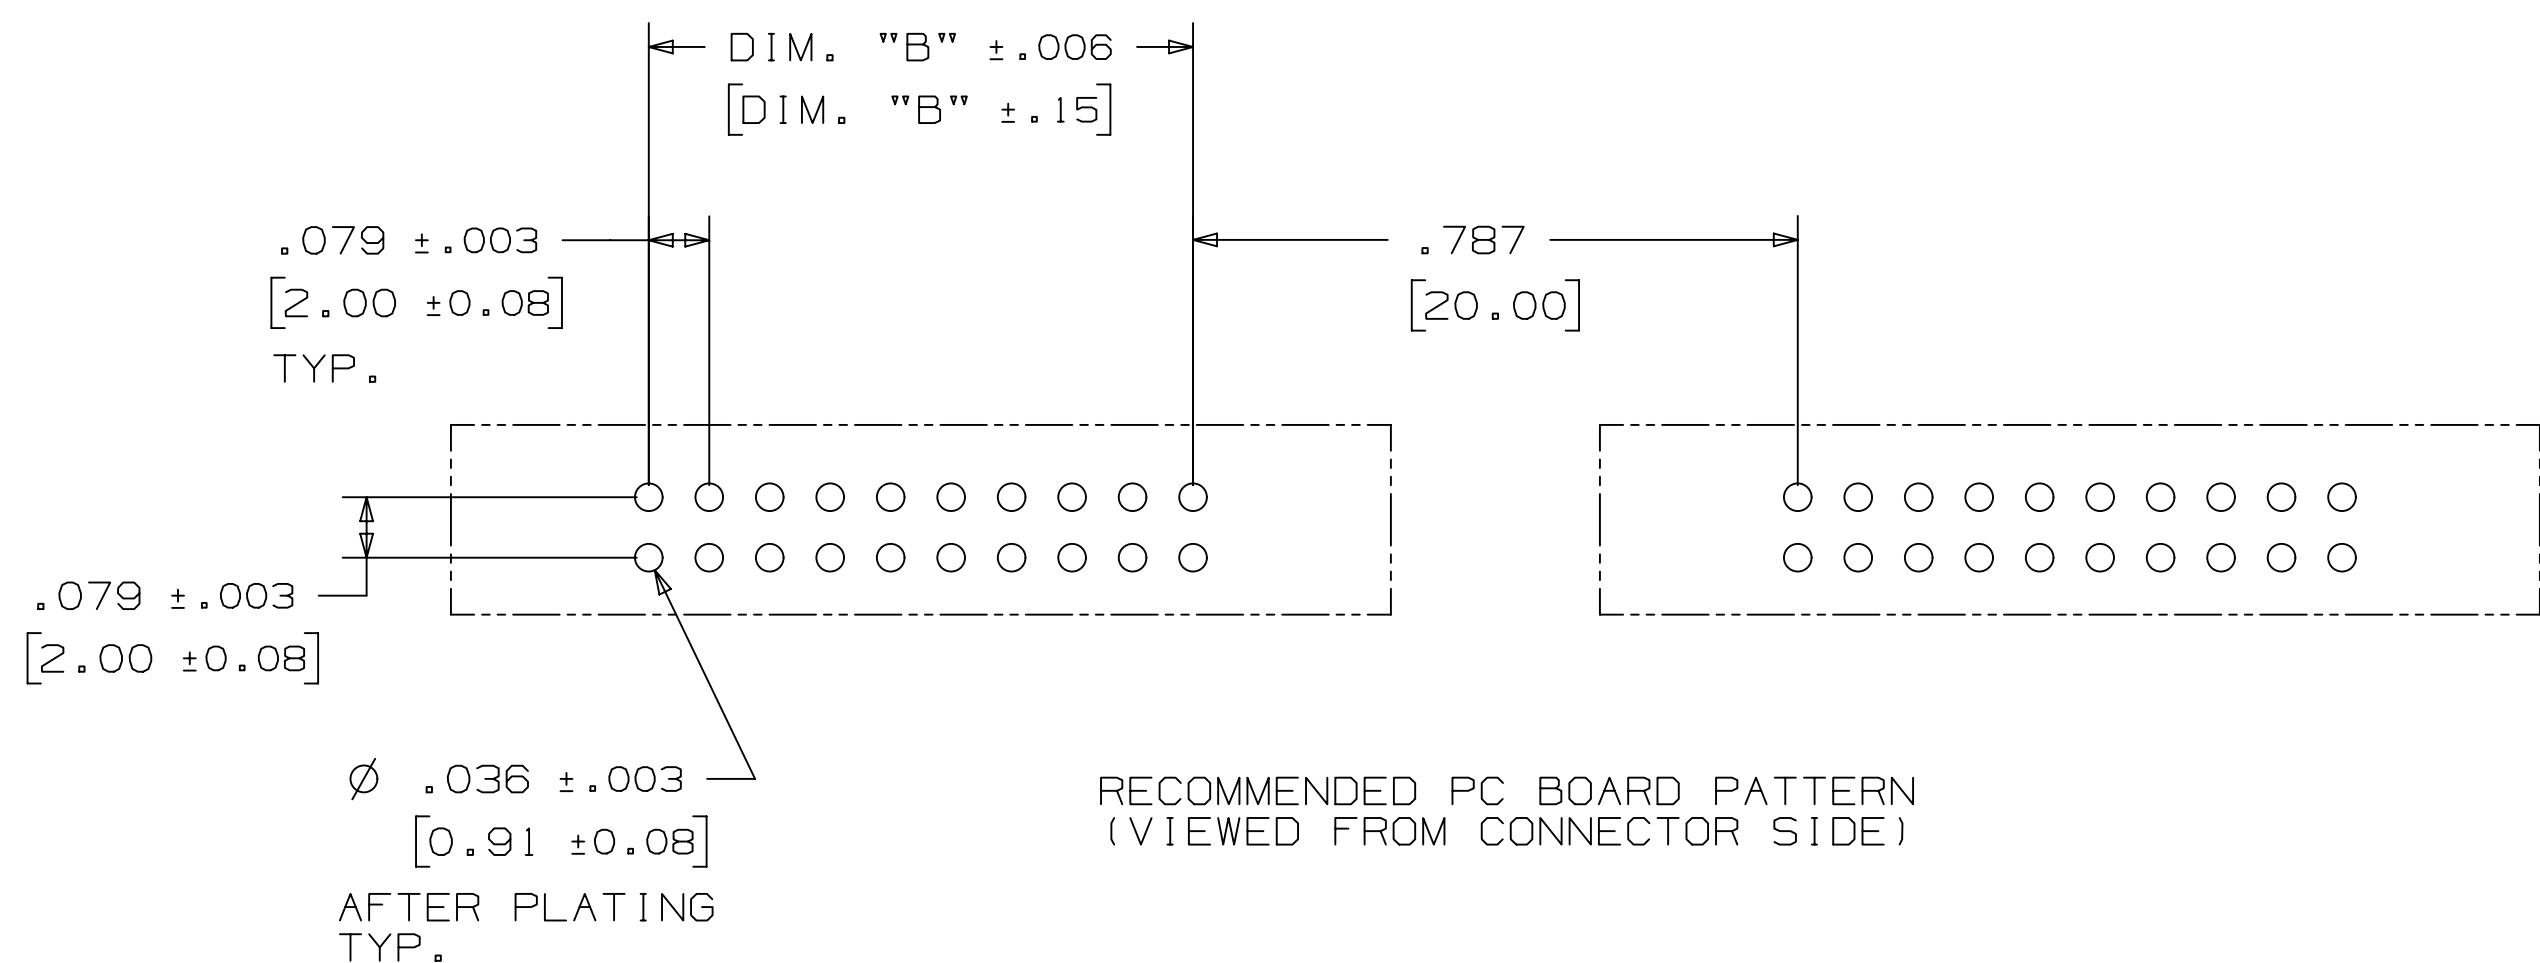 DIM. "B" ±.006
[DIM. "B" ±.15]
.079 ±.003
[2.00 ±0.08]
TYP.
.787
[20.00]
.079 ±.003
[2.00 ±0.08]
Ø .036 ±.003
[0.91 ±0.08]
AFTER PLATING
TYP.
RECOMMENDED PC BOARD PATTERN
(VIEWED FROM CONNECTOR SIDE)